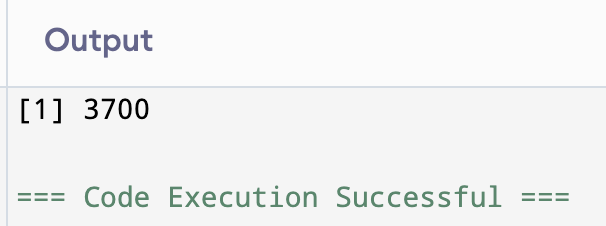 Output
[1] 3700
=== Code Execution Successful ===